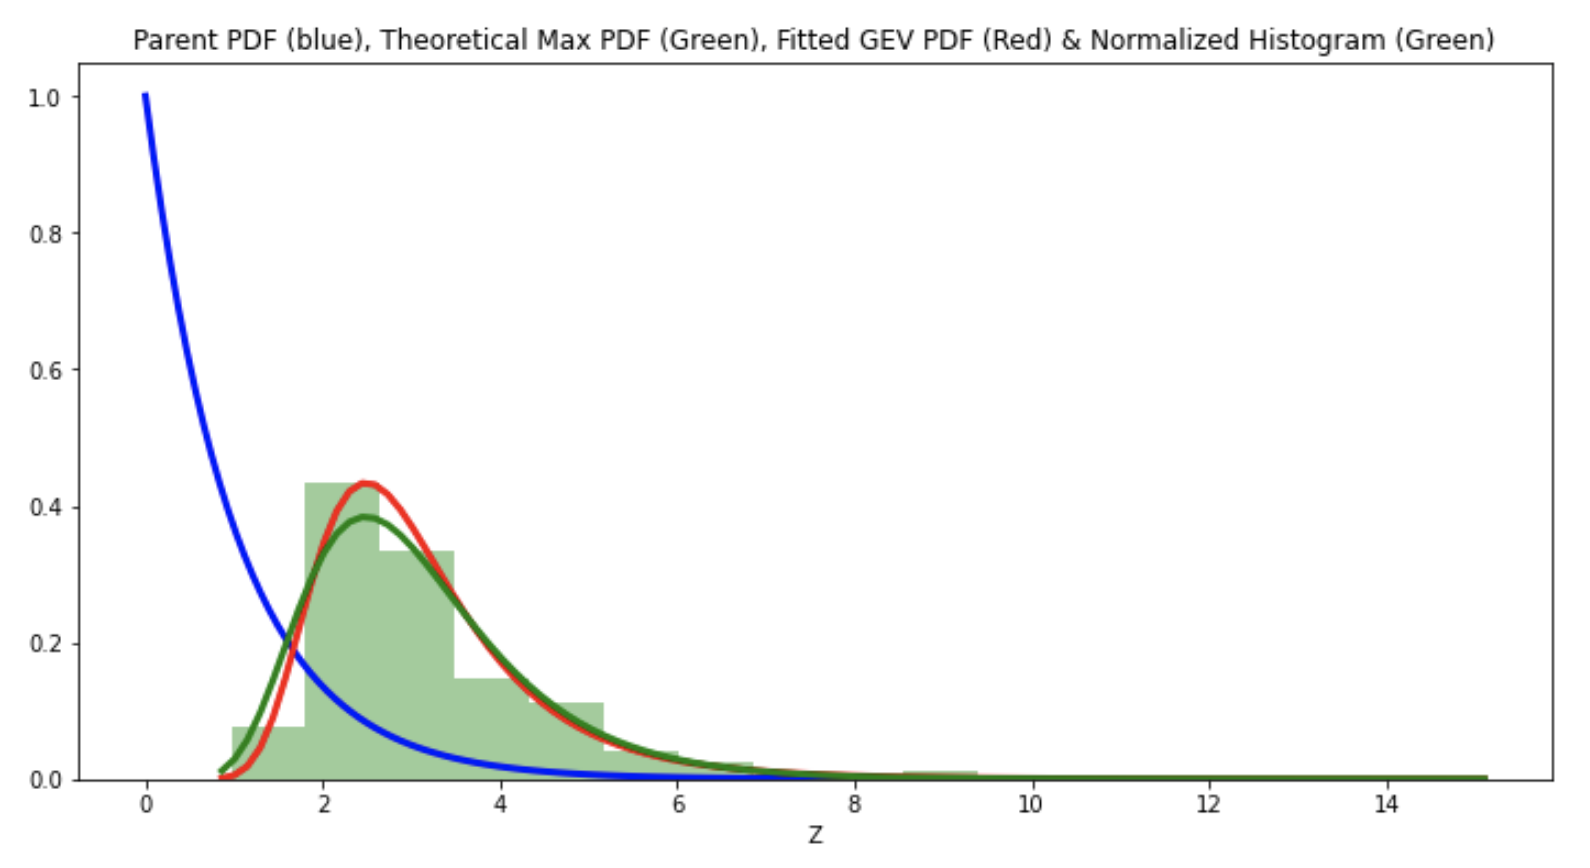 Parent PDF (blue), Theoretical Max PDF (Green), Fitted GEV PDF (Red) & Normalized Histogram (Green)
1.0
0.8
0.6
0.4
0.2
0.0
0 2 4 6 8 10 12 14
Z